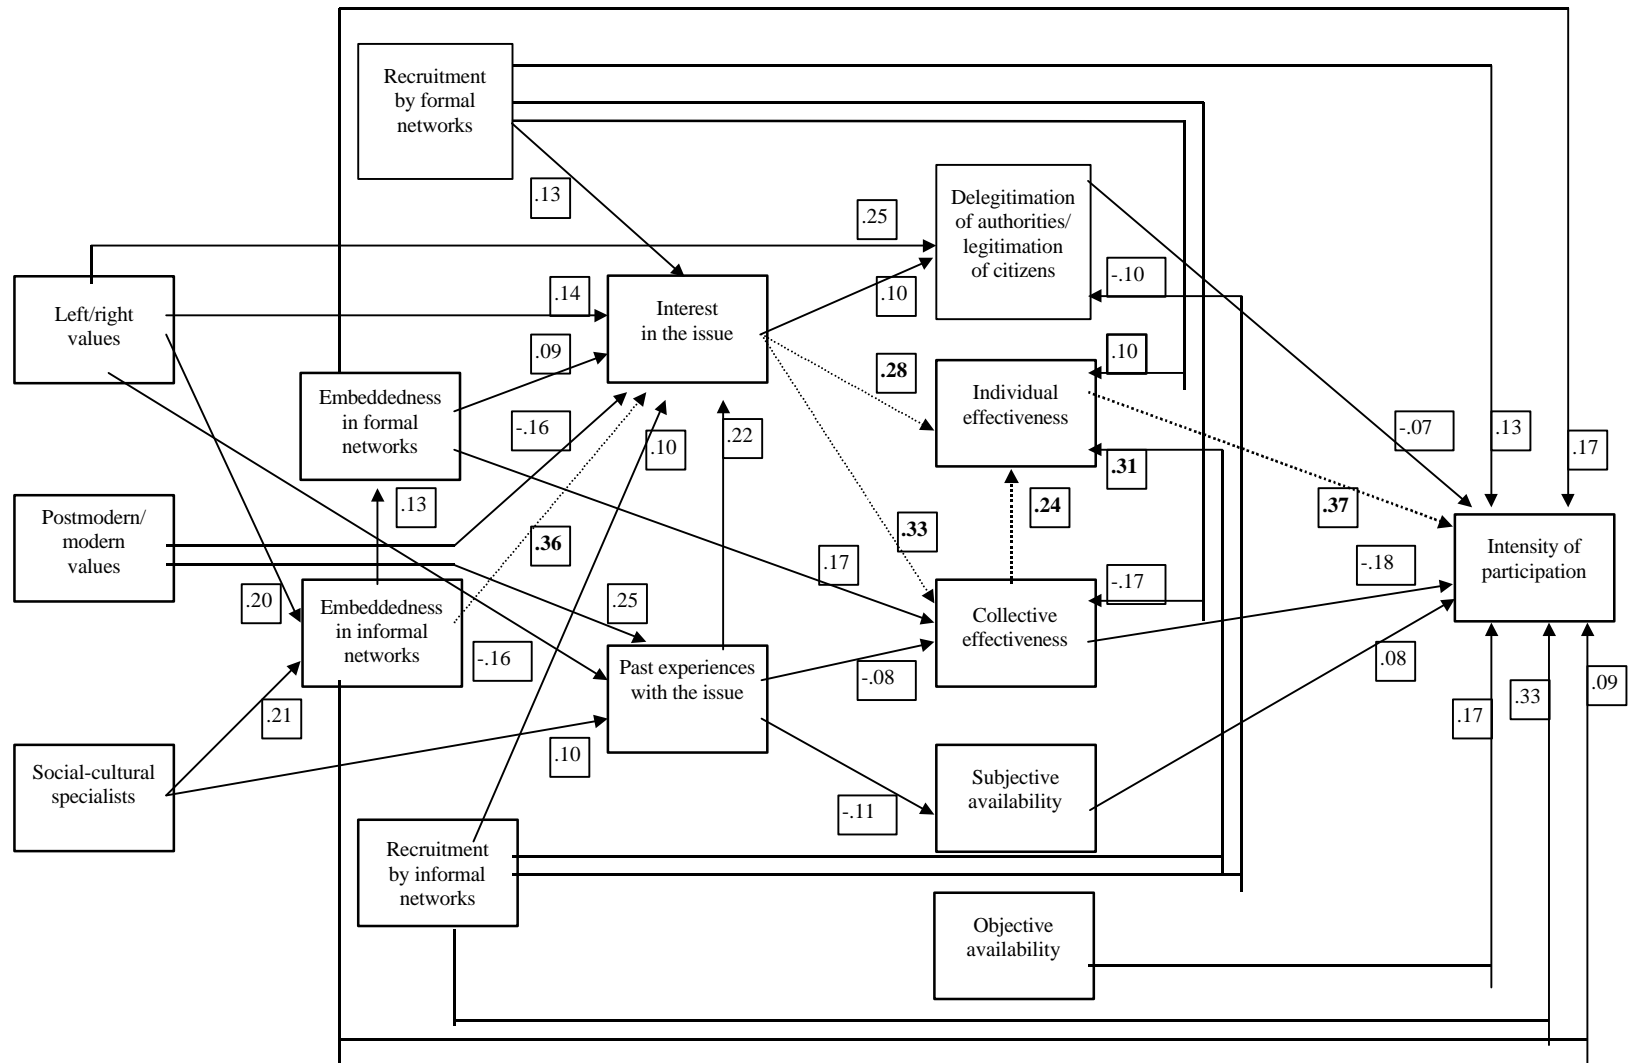 Recruitment
by formal
networks
.13
Delegitimation
of authorities/
legitimation
of citizens
.25
-.10
.10
Left/right
values
.14
Interest
in the issue
.09
.10
.28
Individual
effectiveness
Embeddedness
in formal
networks
-.16
.10
.22
.31
-.07
.13
.17
.13
.36
.33
.24
.37
Postmodern/
modern
values
Intensity of
participation
.17
-.17
-.18
.20
Embeddedness
in informal
networks
.25
-.16
Past experiences
with the issue
Collective
effectiveness
-.08
.08
.21
.17
.33
.09
.10
Social-cultural
specialists
Subjective
availability
-.11
Recruitment
by informal
networks
Objective
availability